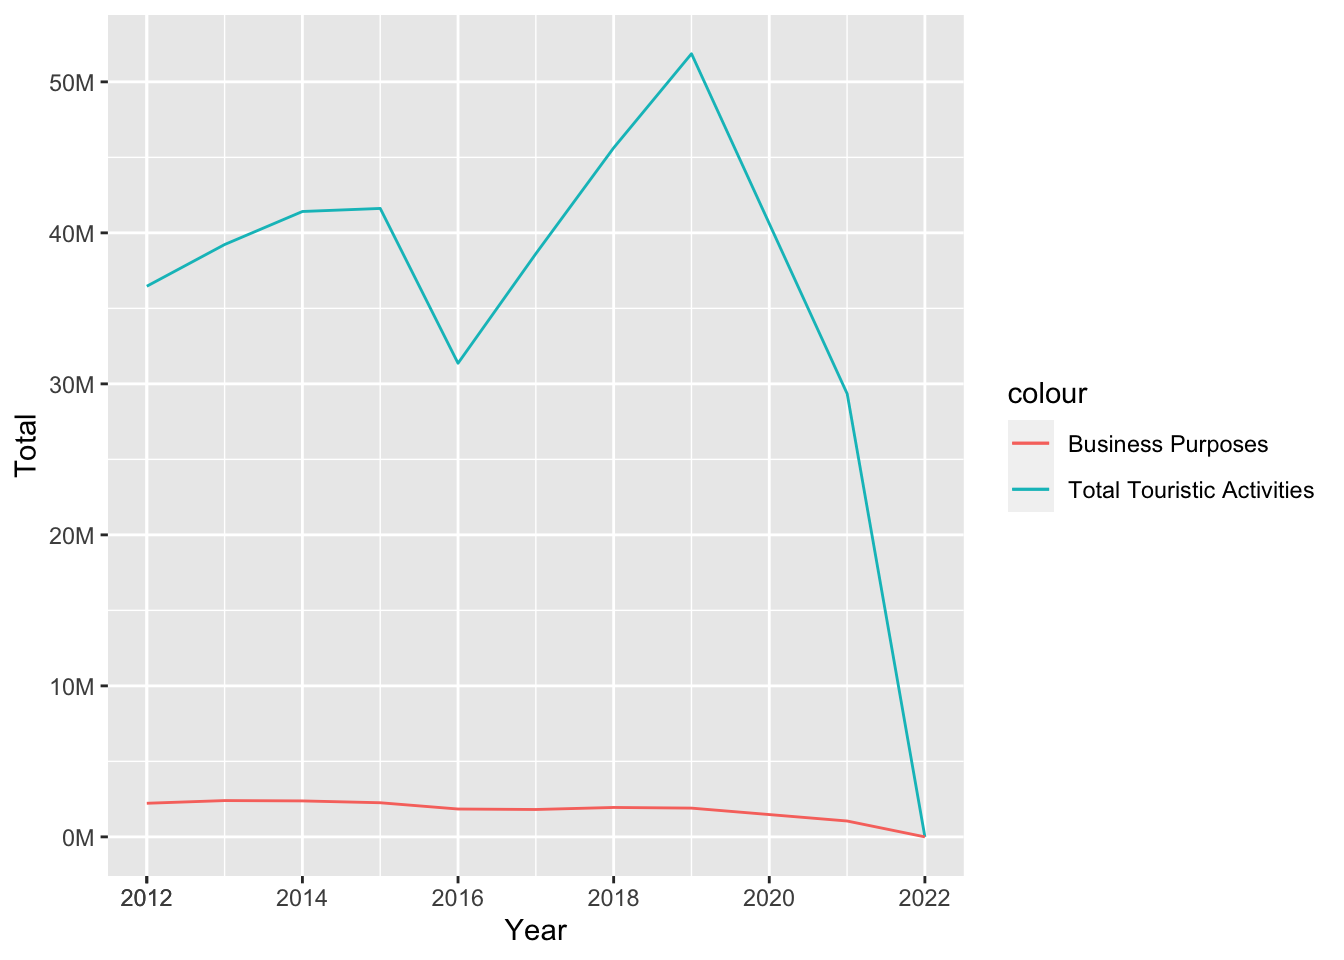 50M
40M
30M
20M
10M
0M
Total
2012 2014 2016 2018 2020 2022
Year
colour
Business Purposes
Total Touristic Activities